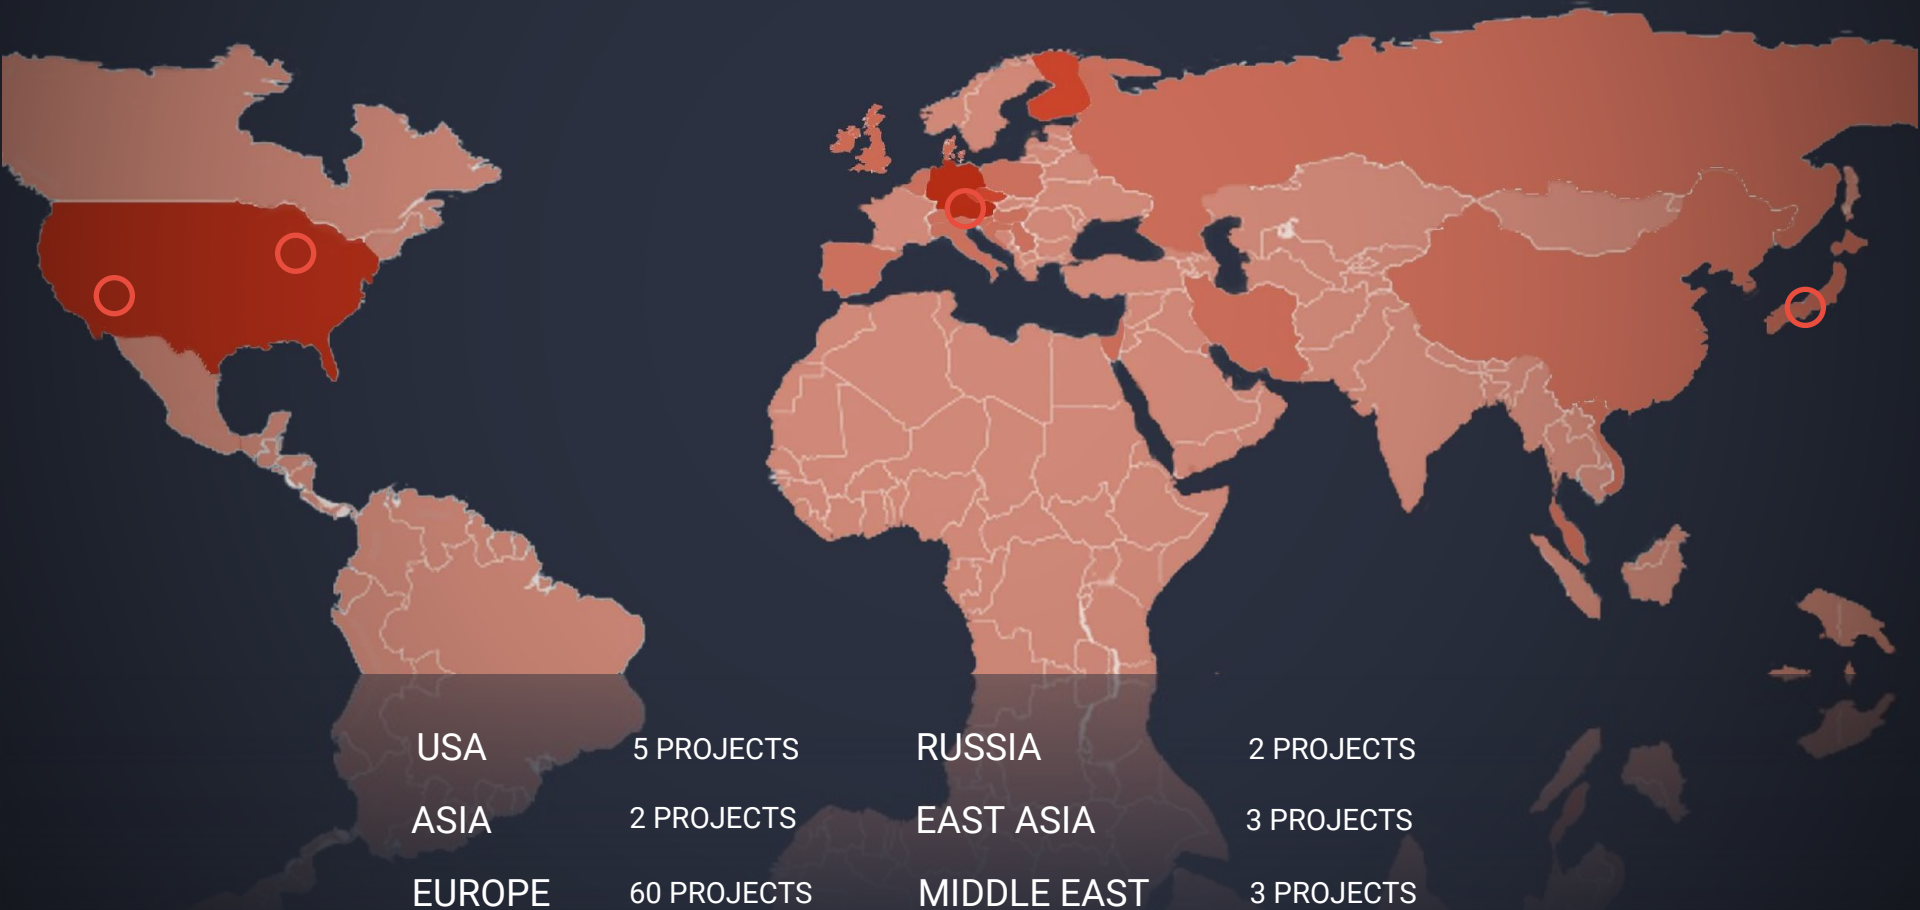 USA 5 PROJECTS RUSSIA 2 PROJECTS
ASIA 2 PROJECTS EAST ASIA 3 PROJECTS
EUROPE 60 PROJECTS MIDDLE EAST 3 PROJECTS